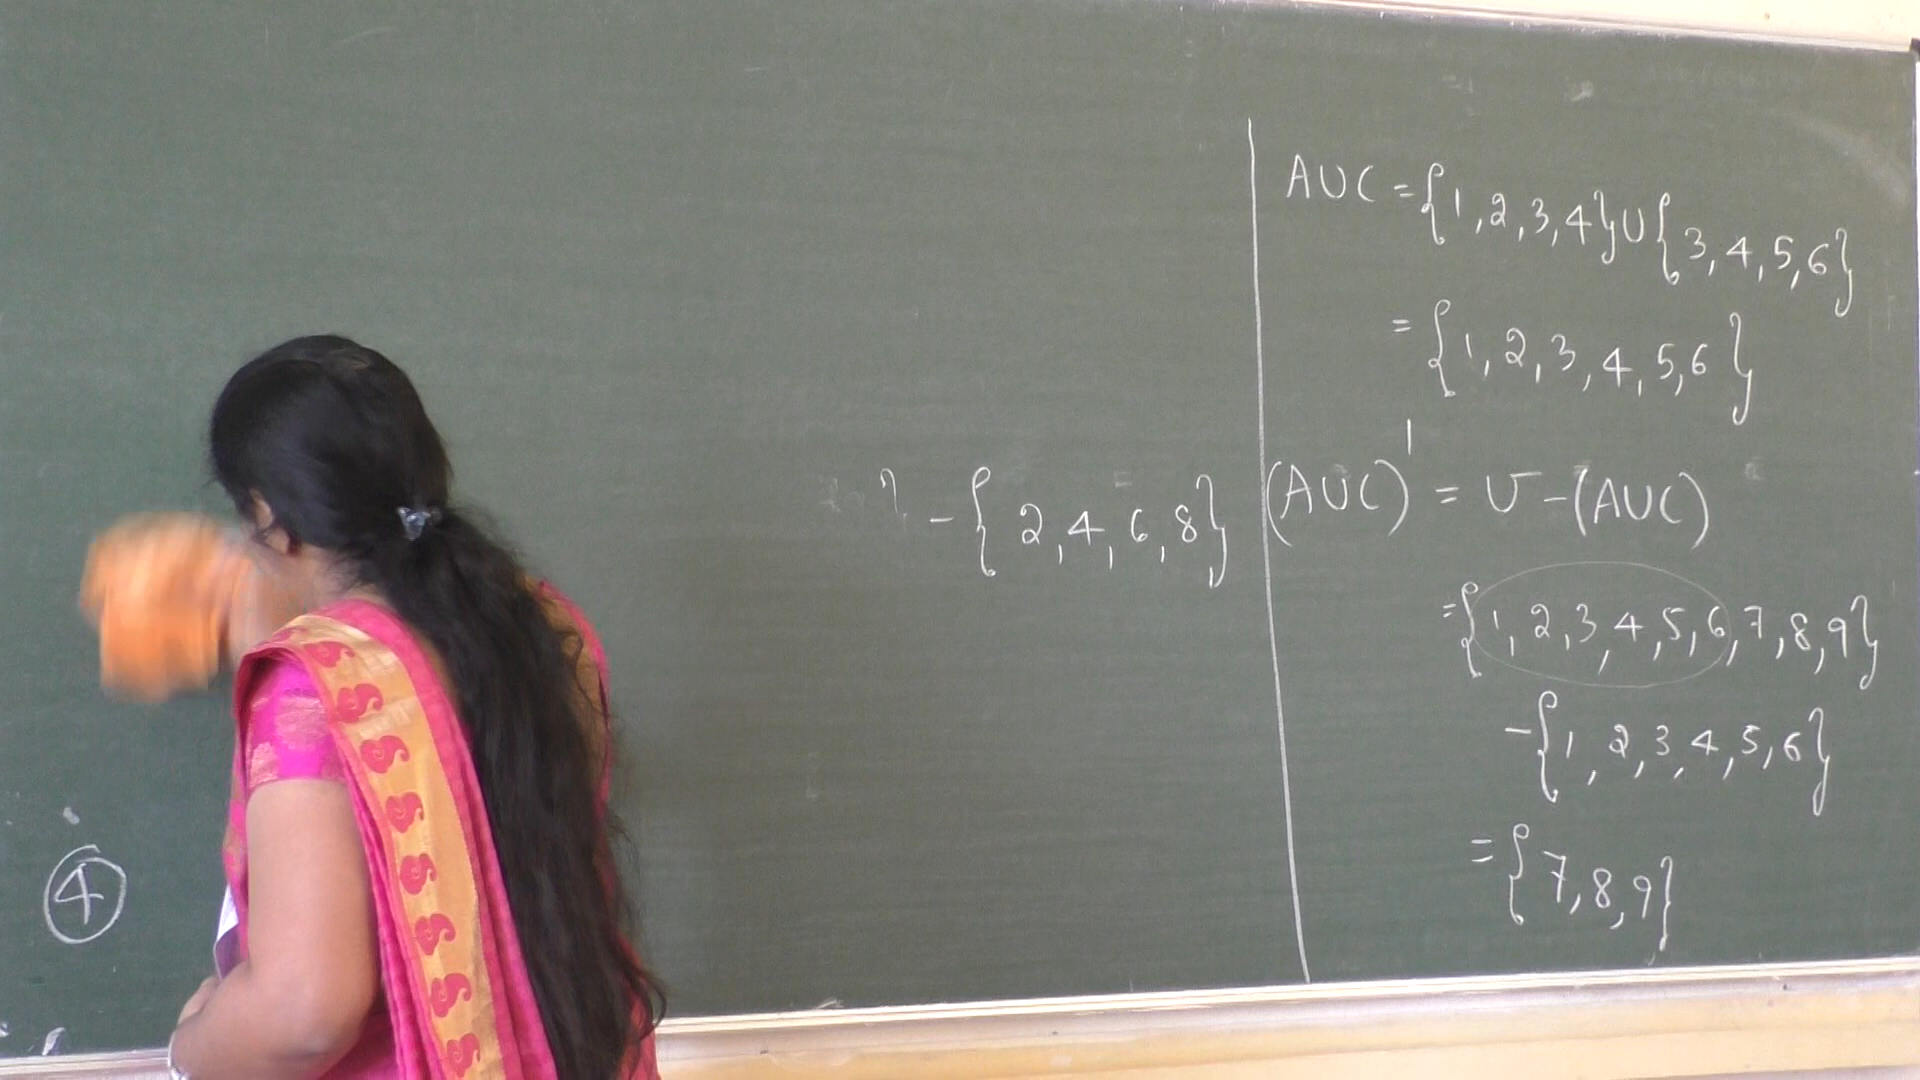 } - { 2, 4, 6, 8}
④
AUC = {1, 2, 3, 4} U {3, 4, 5, 6}
= {1, 2, 3, 4, 5, 6}
(AUC)' = U - (AUC)
= {1, 2, 3, 4, 5, 6, 7, 8, 9}
- {1, 2, 3, 4, 5, 6}
= {7, 8, 9}